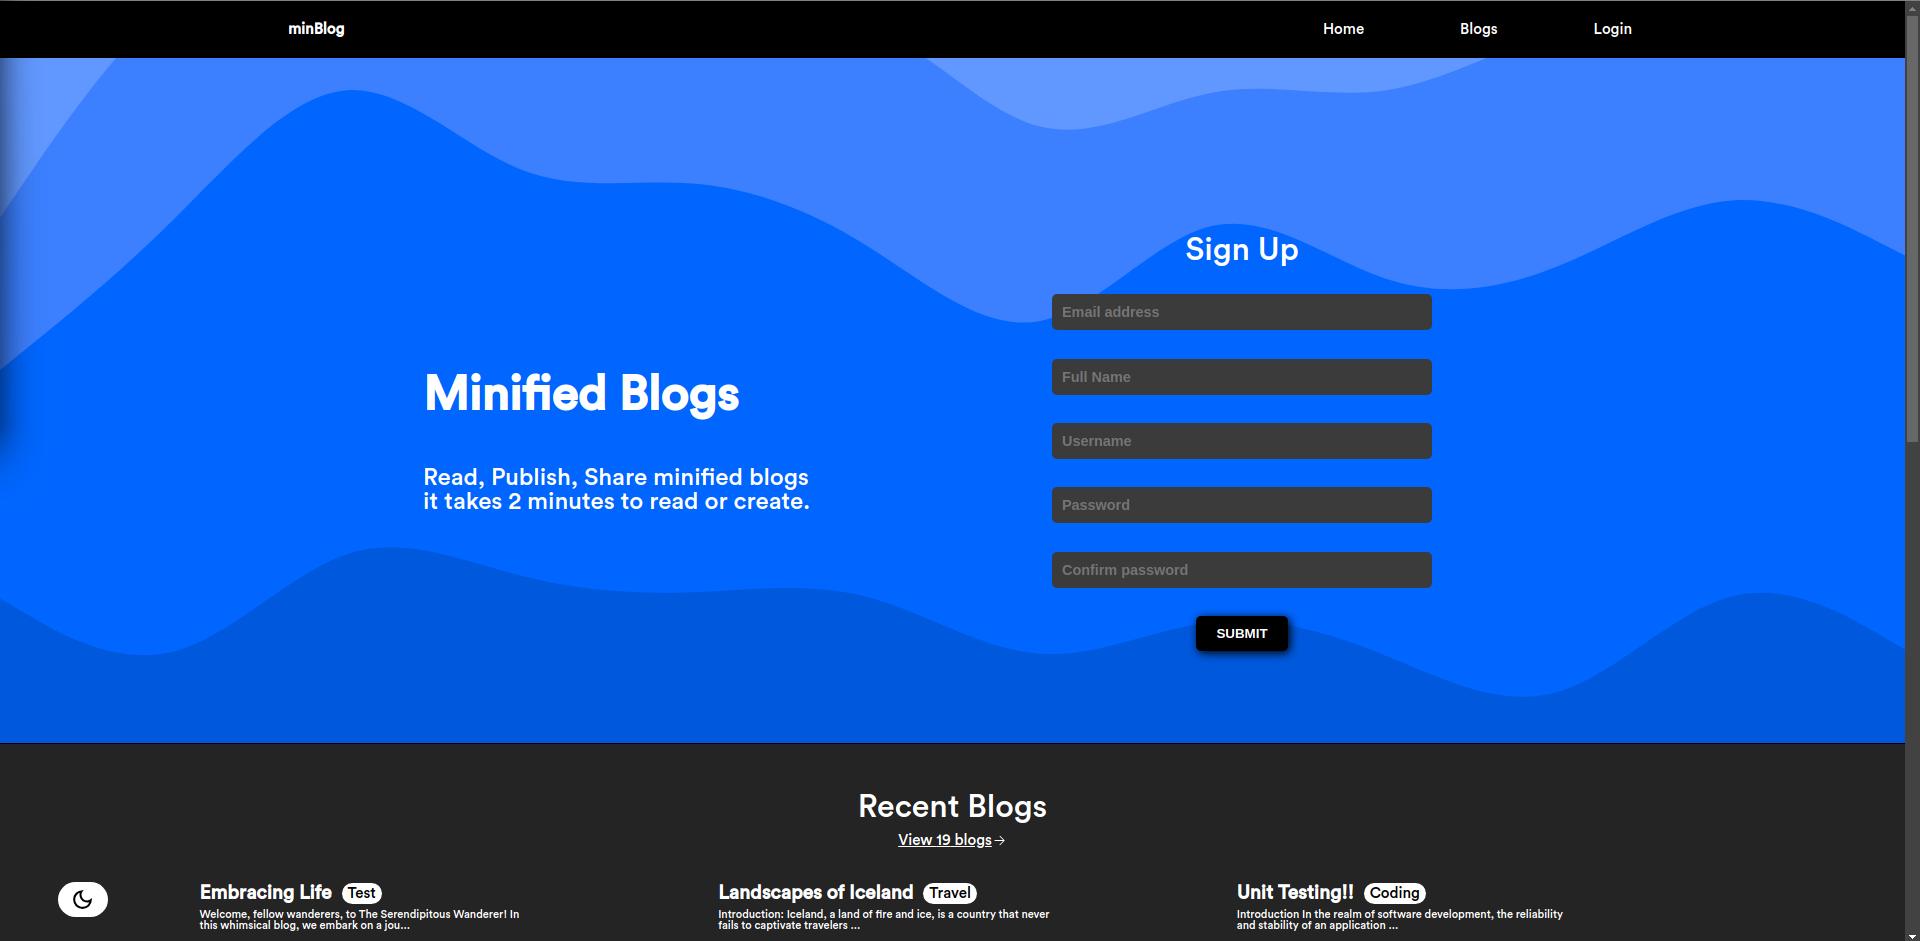 minBlog
Home
Blogs
Login
Sign Up
Email address
Full Name
Username
Password
Confirm password
SUBMIT
Minified Blogs
Read, Publish, Share minified blogs
it takes 2 minutes to read or create.
Recent Blogs
View 19 blogs→
Embracing Life Test
Welcome, fellow wanderers, to The Serendipitous Wanderer! In
this whimsical blog, we embark on a jou...
Landscapes of Iceland Travel
Introduction: Iceland, a land of fire and ice, is a country that never
fails to captivate travelers ...
Unit Testing!! Coding
Introduction In the realm of software development, the reliability
and stability of an application ...